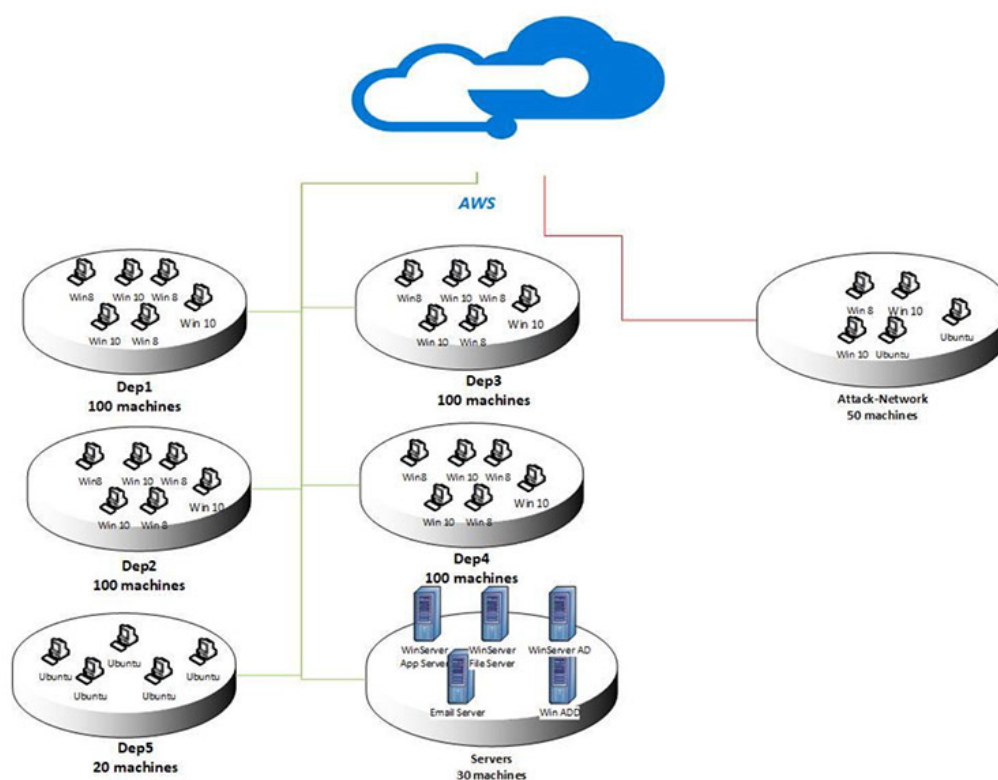 AWS
Win8
Win 10
Win 8
Win 10
Win 10
Win 8
Dep1
100 machines
Win8
Win 10
Win 8
Win 10
Win 10
Win 8
Dep3
100 machines
Win 8
Win 10
Ubuntu
Win 10
Ubuntu
Attack-Network
50 machines
Win8
Win 10
Win 8
Win 10
Win 10
Win 8
Dep2
100 machines
Win8
Win 10
Win 8
Win 10
Win 10
Win 8
Dep4
100 machines
Ubuntu
Ubuntu
Ubuntu
Ubuntu
Ubuntu
Dep5
20 machines
WinServer
App Server
WinServer
File Server
WinServer AD
Email Server
Win ADD
Servers
30 machines